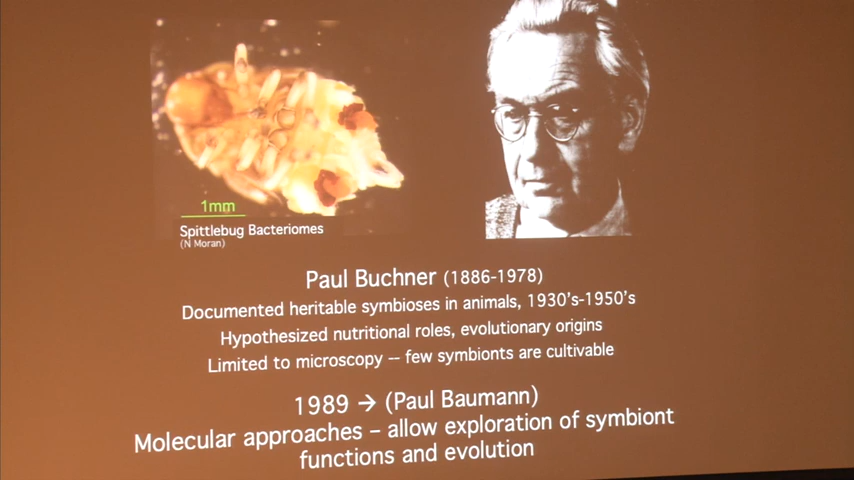 1mm
Spittlebug Bacteriomes
(N Moran)
Paul Buchner (1886-1978)
Documented heritable symbioses in animals, 1930's-1950's
Hypothesized nutritional roles, evolutionary origins
Limited to microscopy -- few symbionts are cultivable
1989 → (Paul Baumann)
Molecular approaches – allow exploration of symbiont
functions and evolution